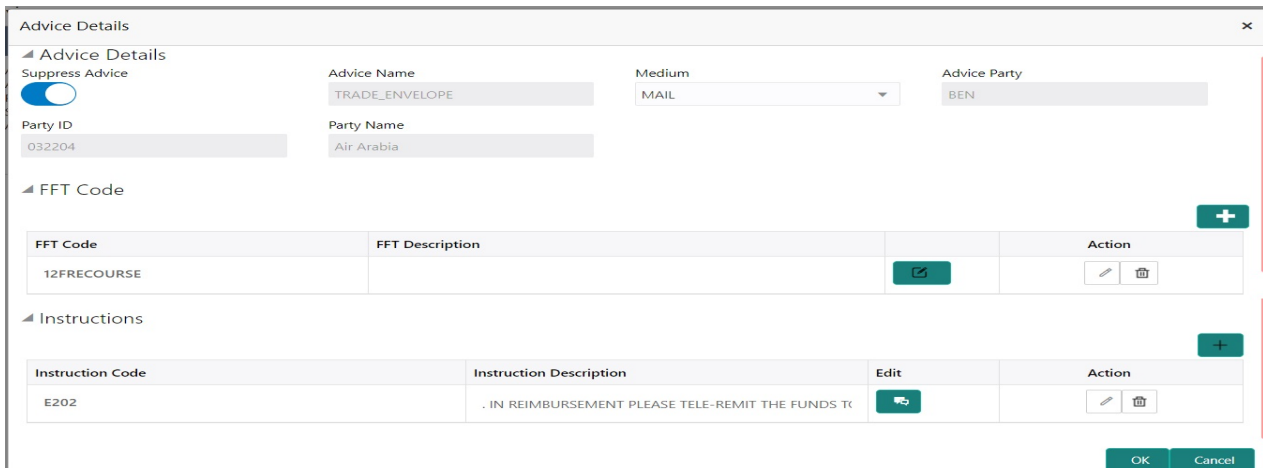 Advice Details
Advice Details
Suppress Advice Advice Name Medium Advice Party
TRADE_ENVELOPE MAIL BEN
Party ID Party Name
032204 Air Arabia
FFT Code
FFT Code FFT Description Action
12FRECOURSE
Instructions
Instruction Code Instruction Description Edit Action
E202 . IN REIMBURSEMENT PLEASE TELE-REMIT THE FUNDS
OK Cancel